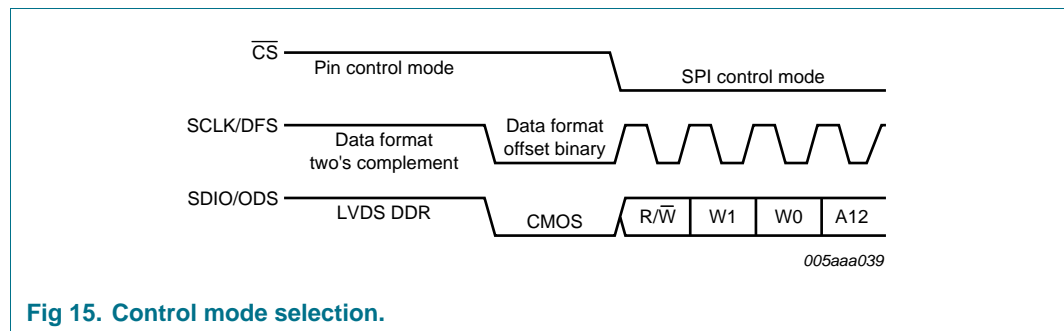 CS
Pin control mode
SPI control mode
SCLK/DFS
Data format
two's complement
Data format
offset binary
SDIO/ODS
LVDS DDR
CMOS
R/W
W1
W0
A12
005aaa039
Fig 15. Control mode selection.